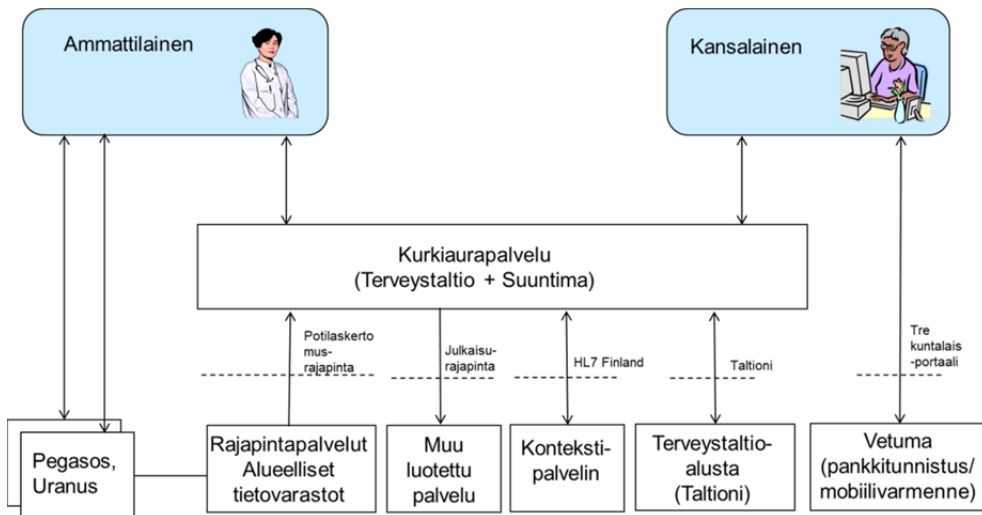 Ammattilainen
Kansalainen
Kurkiaurapalvelu
(Terveystaltio + Suuntima)
Potilaskerto
mus-
rajapinta
Julkaisu-
rajapinta
HL7 Finland
Taltioni
Tre
kuntalais
-portaali
Pegasos,
Uranus
Rajapintapalvelut
Alueelliset
tietovarastot
Muu
luotettu
palvelu
Konteksti-
palvelin
Terveystaltio-
alusta
(Taltioni)
Vetuma
(pankkitunnistus/
mobiilivarmenne)